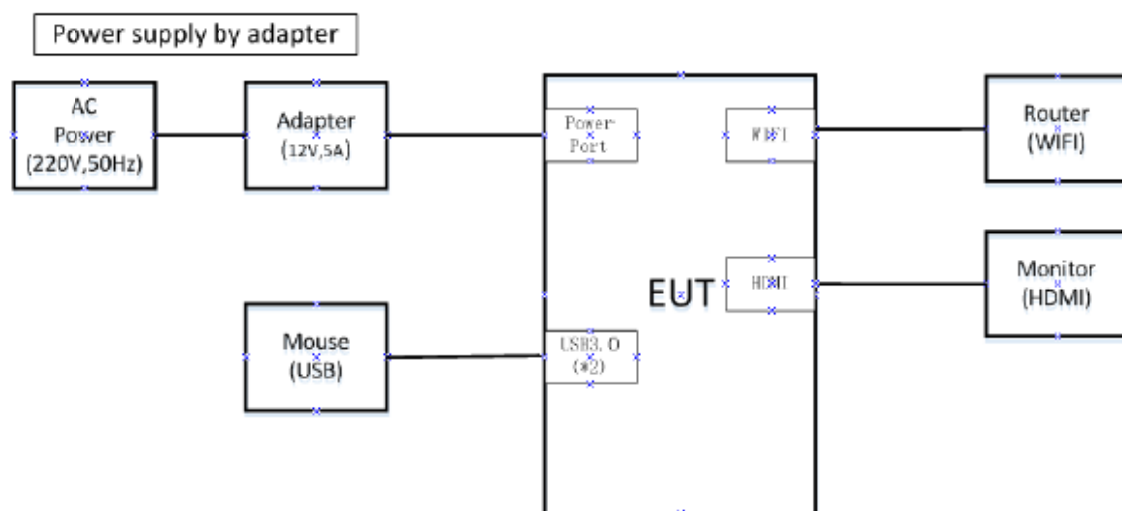 Power supply by adapter
AC
Power
(220V,50Hz)
Adapter
(12V,5A)
Power
Port
WIFI
Router
(WIFI)
EUT
HDMI
Monitor
(HDMI)
Mouse
(USB)
USB3.0
(*2)